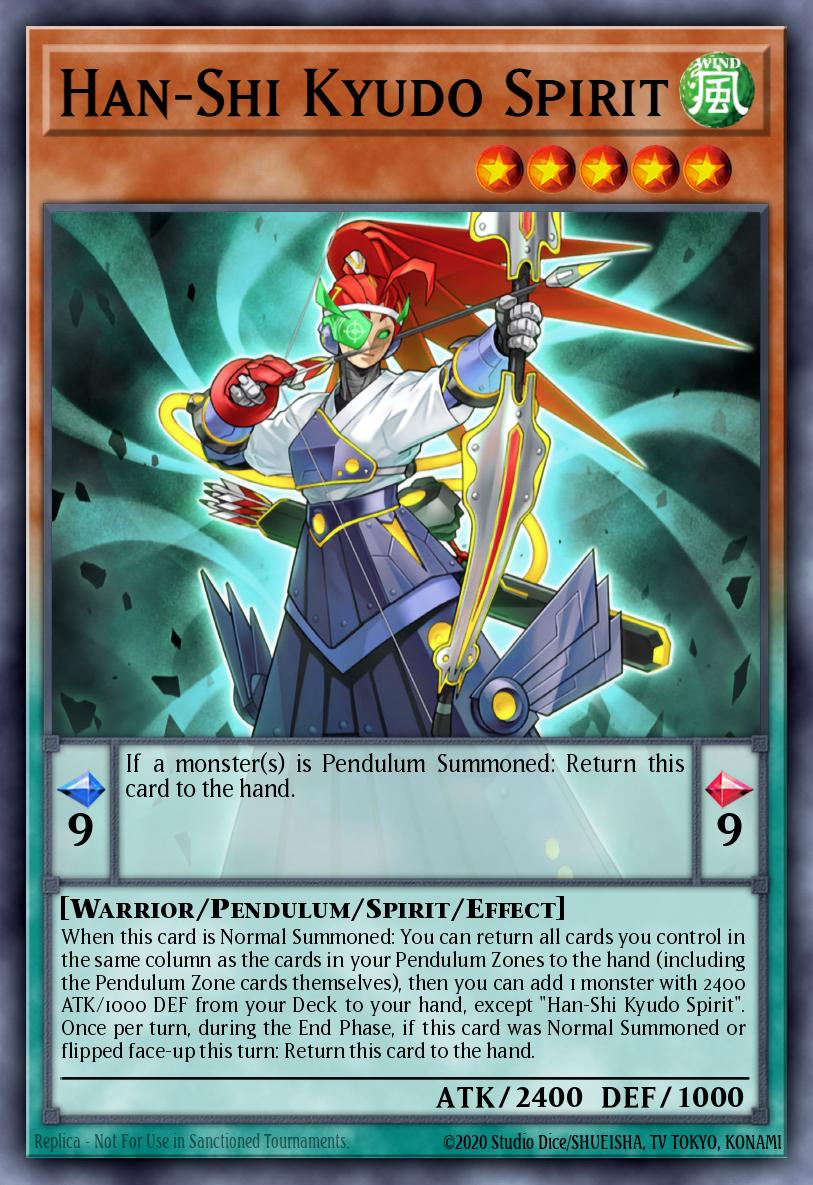 Han-Shi Kyudo Spirit
WIND
風
If a monster(s) is Pendulum Summoned: Return this
card to the hand.
9
9
[Warrior/Pendulum/Spirit/Effect]
When this card is Normal Summoned: You can return all cards you control in
the same column as the cards in your Pendulum Zones to the hand (including
the Pendulum Zone cards themselves), then you can add 1 monster with 2400
ATK/1000 DEF from your Deck to your hand, except "Han-Shi Kyudo Spirit".
Once per turn, during the End Phase, if this card was Normal Summoned or
flipped face-up this turn: Return this card to the hand.
ATK/2400 DEF/1000
Replica - Not For Use in Sanctioned Tournaments.
©2020 Studio Dice/SHUEISHA, TV TOKYO, KONAMI